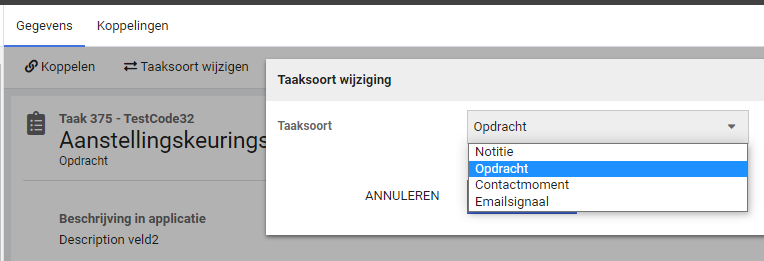 Gegevens Koppelingen
Koppelen Taaksoort wijzigen
Taaksoort wijziging
Taak 375 - TestCode32
Aanstellingskeurings
Opdracht
Taaksoort Opdracht
Notitie
Opdracht
Contactmoment
Emailsignaal
ANNULEREN
Beschrijving in applicatie
Description veld2